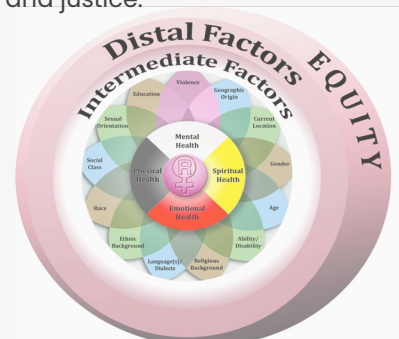 and justice.
Distal Factors
EQUITY
Intermediate Factors
Violence
Education
Geographic
Origin
Sexual
Orientation
Current
Location
Mental
Health
Social
Class
Gender
Physical
Health
R
Spiritual
Health
Race
Age
Emotional
Health
Ethnic
Background
Ability/
Disability
Language[s]/
Dialects
Religious
Background